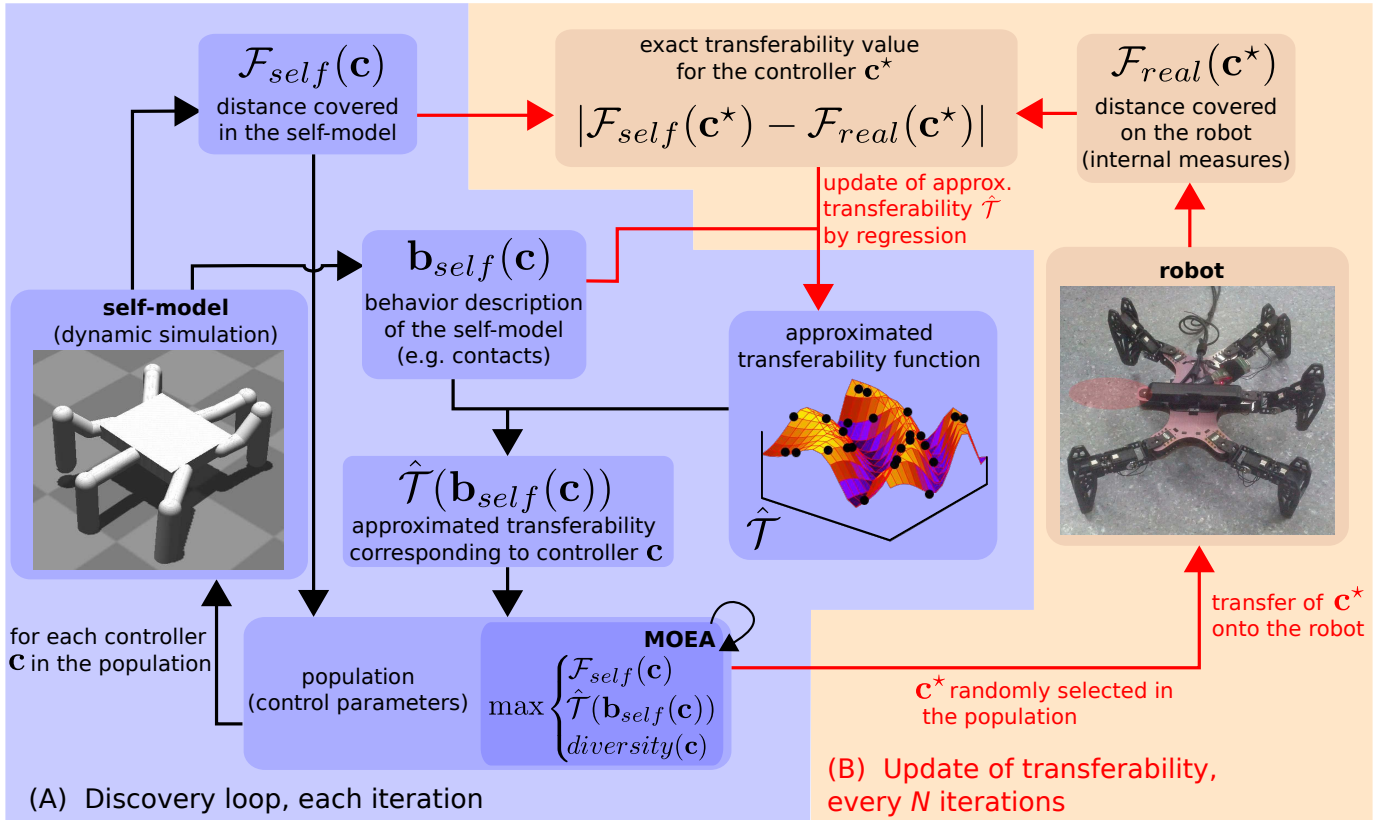 𝓕_self(𝐜)
distance covered
in the self-model
exact transferability value
for the controller 𝐜⋆
|𝓕_self(𝐜⋆) − 𝓕_real(𝐜⋆)|
𝓕_real(𝐜⋆)
distance covered
on the robot
(internal measures)
update of approx.
transferability 𝒯̂
by regression
𝐛_self(𝐜)
behavior description
of the self-model
(e.g. contacts)
self-model
(dynamic simulation)
approximated
transferability function
𝒯̂
robot
𝒯̂(𝐛_self(𝐜))
approximated transferability
corresponding to controller 𝐜
for each controller
𝐜 in the population
population
(control parameters)
MOEA
max {
𝓕_self(𝐜)
𝒯̂(𝐛_self(𝐜))
diversity(𝐜)
transfer of 𝐜⋆
onto the robot
𝐜⋆ randomly selected in
the population
(A) Discovery loop, each iteration
(B) Update of transferability,
every N iterations